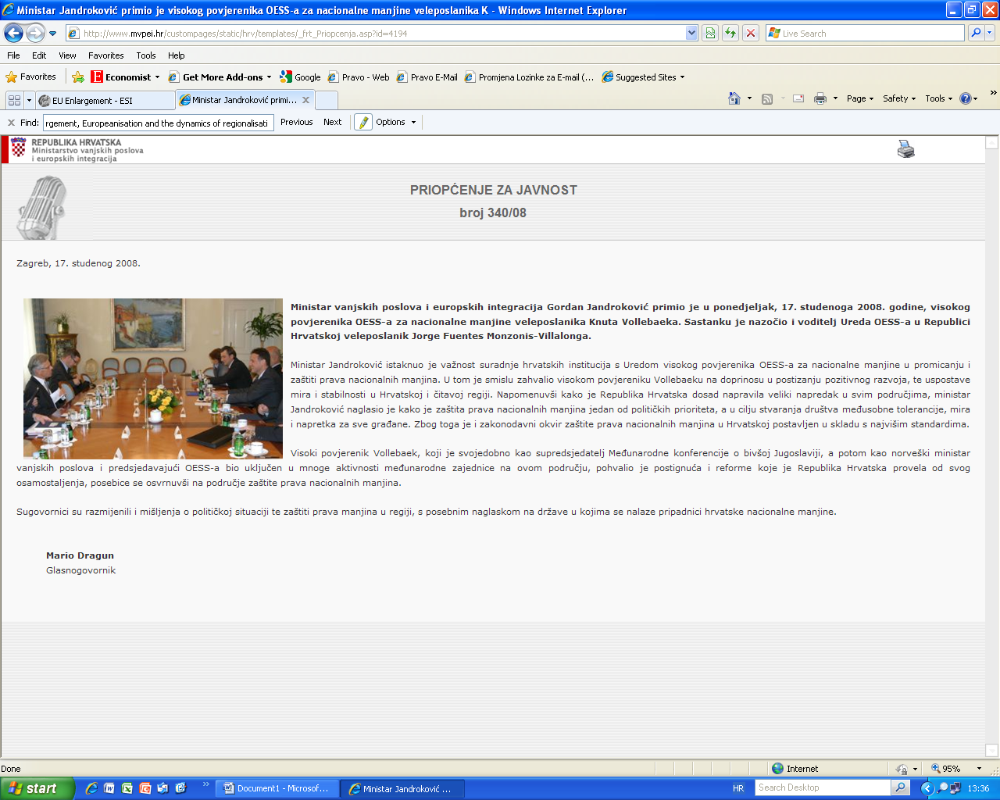 Ministar Jandroković primio je visokog povjerenika OESS-a za nacionalne manjine veleposlanika K - Windows Internet Explorer
http://www.mvpei.hr/custompages/static/hrv/templates/_frt_Priopcenja.asp?id=4194
Live Search
File Edit View Favorites Tools Help
Favorites Economist Get More Add-ons Google Pravo - Web Pravo E-Mail Promjena Lozinke za E-mail (... Suggested Sites
EU Enlargement - ESI Ministar Jandroković primi... Page Safety Tools
Find: rgement, Europeanisation and the dynamics of regionalisati Previous Next Options
REPUBLIKA HRVATSKA
Ministarstvo vanjskih poslova
i europskih integracija
PRIOPĆENJE ZA JAVNOST
broj 340/08
Zagreb, 17. studenog 2008.
Ministar vanjskih poslova i europskih integracija Gordan Jandroković primio je u ponedjeljak, 17. studenoga 2008. godine, visokog
povjerenika OESS-a za nacionalne manjine veleposlanika Knuta Vollebaeka. Sastanku je nazočio i voditelj Ureda OESS-a u Republici
Hrvatskoj veleposlanik Jorge Fuentes Monzonis-Villalonga.
Ministar Jandroković istaknuo je važnost suradnje hrvatskih institucija s Uredom visokog povjerenika OESS-a za nacionalne manjine u promicanju i
zaštiti prava nacionalnih manjina. U tom je smislu zahvalio visokom povjereniku Vollebaeku na doprinosu u postizanju pozitivnog razvoja, te uspostave
mira i stabilnosti u Hrvatskoj i čitavoj regiji. Napomenuvši kako je Republika Hrvatska dosad napravila veliki napredak u svim područjima, ministar
Jandroković naglasio je kako je zaštita prava nacionalnih manjina jedan od političkih prioriteta, a u cilju stvaranja društva međusobne tolerancije, mira
i napretka za sve građane. Zbog toga je i zakonodavni okvir zaštite prava nacionalnih manjina u Hrvatskoj postavljen u skladu s najvišim standardima.
Visoki povjerenik Vollebaek, koji je svojedobno kao supredsjedatelj Međunarodne konferencije o bivšoj Jugoslaviji, a potom kao norveški ministar
vanjskih poslova i predsjedavajući OESS-a bio uključen u mnoge aktivnosti međunarodne zajednice na ovom području, pohvalio je postignuća i reforme koje je Republika Hrvatska provela od svog
osamostaljenja, posebice se osvrnuvši na područje zaštite prava nacionalnih manjina.
Sugovornici su razmijenili i mišljenja o političkoj situaciji te zaštiti prava manjina u regiji, s posebnim naglaskom na države u kojima se nalaze pripadnici hrvatske nacionalne manjine.
Mario Dragun
Glasnogovornik
Done Internet 95%
start Document1 - Microsof... Ministar Jandroković ... HR Search Desktop 13:36